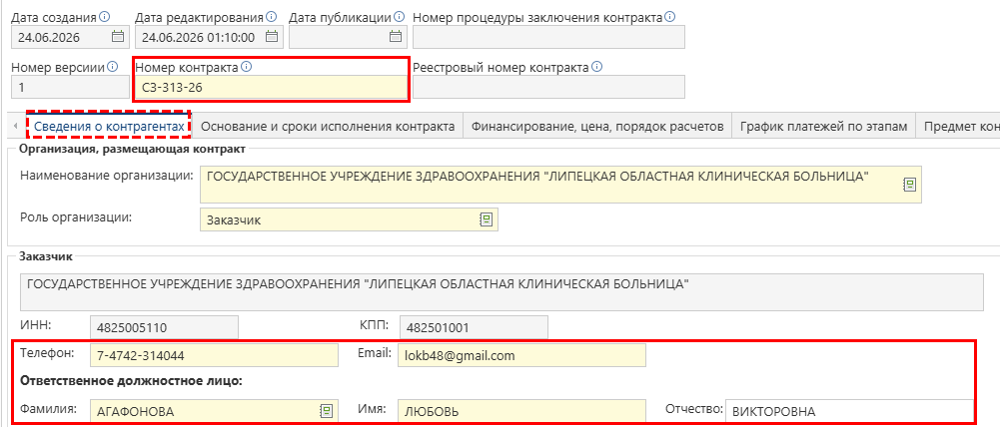 Дата создания Дата редактирования Дата публикации Номер процедуры заключения контракта
24.06.2026 24.06.2026 01:10:00
Номер версиии Номер контракта Реестровый номер контракта
1 СЗ-313-26
Сведения о контрагентах Основание и сроки исполнения контракта Финансирование, цена, порядок расчетов График платежей по этапам Предмет кон
Организация, размещающая контракт
Наименование организации: ГОСУДАРСТВЕННОЕ УЧРЕЖДЕНИЕ ЗДРАВООХРАНЕНИЯ "ЛИПЕЦКАЯ ОБЛАСТНАЯ КЛИНИЧЕСКАЯ БОЛЬНИЦА"
Роль организации: Заказчик
Заказчик
ГОСУДАРСТВЕННОЕ УЧРЕЖДЕНИЕ ЗДРАВООХРАНЕНИЯ "ЛИПЕЦКАЯ ОБЛАСТНАЯ КЛИНИЧЕСКАЯ БОЛЬНИЦА"
ИНН: 4825005110 КПП: 482501001
Телефон: 7-4742-314044 Email: lokb48@gmail.com
Ответственное должностное лицо:
Фамилия: АГАФОНОВА Имя: ЛЮБОВЬ Отчество: ВИКТОРОВНА